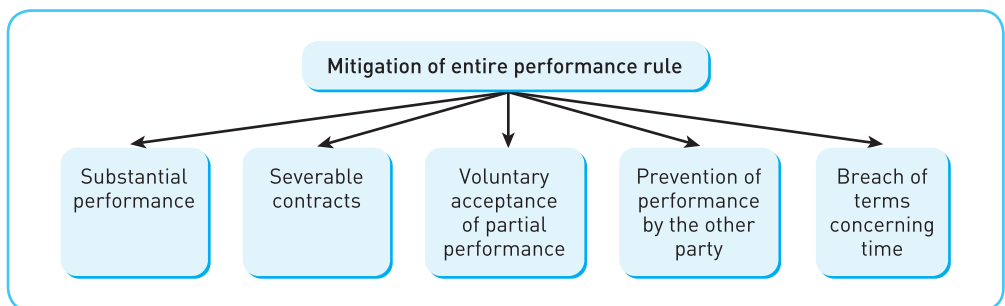 Mitigation of entire performance rule
Substantial
performance
Severable
contracts
Voluntary
acceptance
of partial
performance
Prevention of
performance
by the other
party
Breach of
terms
concerning
time